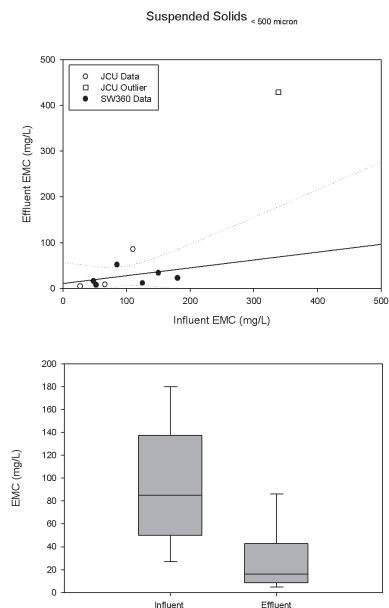 Suspended Solids < 500 micron
JCU Data
JCU Outlier
SW360 Data
500
400
300
200
100
0
Effluent EMC (mg/L)
0 100 200 300 400 500
Influent EMC (mg/L)
200
180
160
140
120
100
80
60
40
20
0
EMC (mg/L)
Influent Effluent